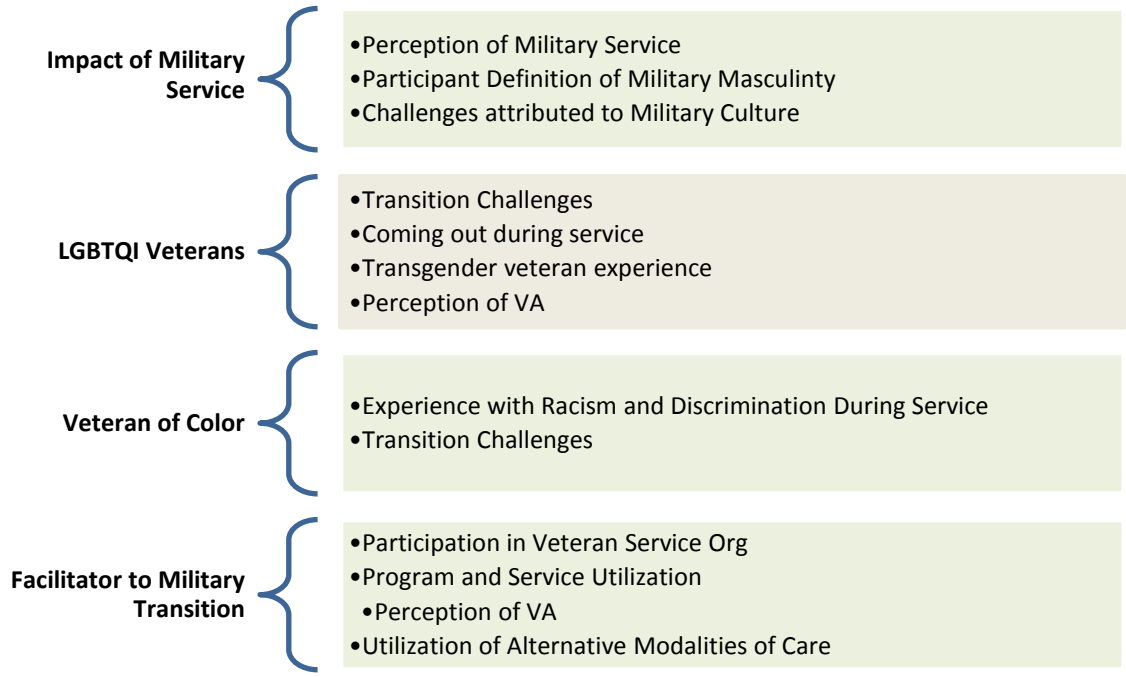 Impact of Military
Service
•Perception of Military Service
•Participant Definition of Military Masculinty
•Challenges attributed to Military Culture
LGBTQI Veterans
•Transition Challenges
•Coming out during service
•Transgender veteran experience
•Perception of VA
Veteran of Color
•Experience with Racism and Discrimination During Service
•Transition Challenges
Facilitator to Military
Transition
•Participation in Veteran Service Org
•Program and Service Utilization
•Perception of VA
•Utilization of Alternative Modalities of Care